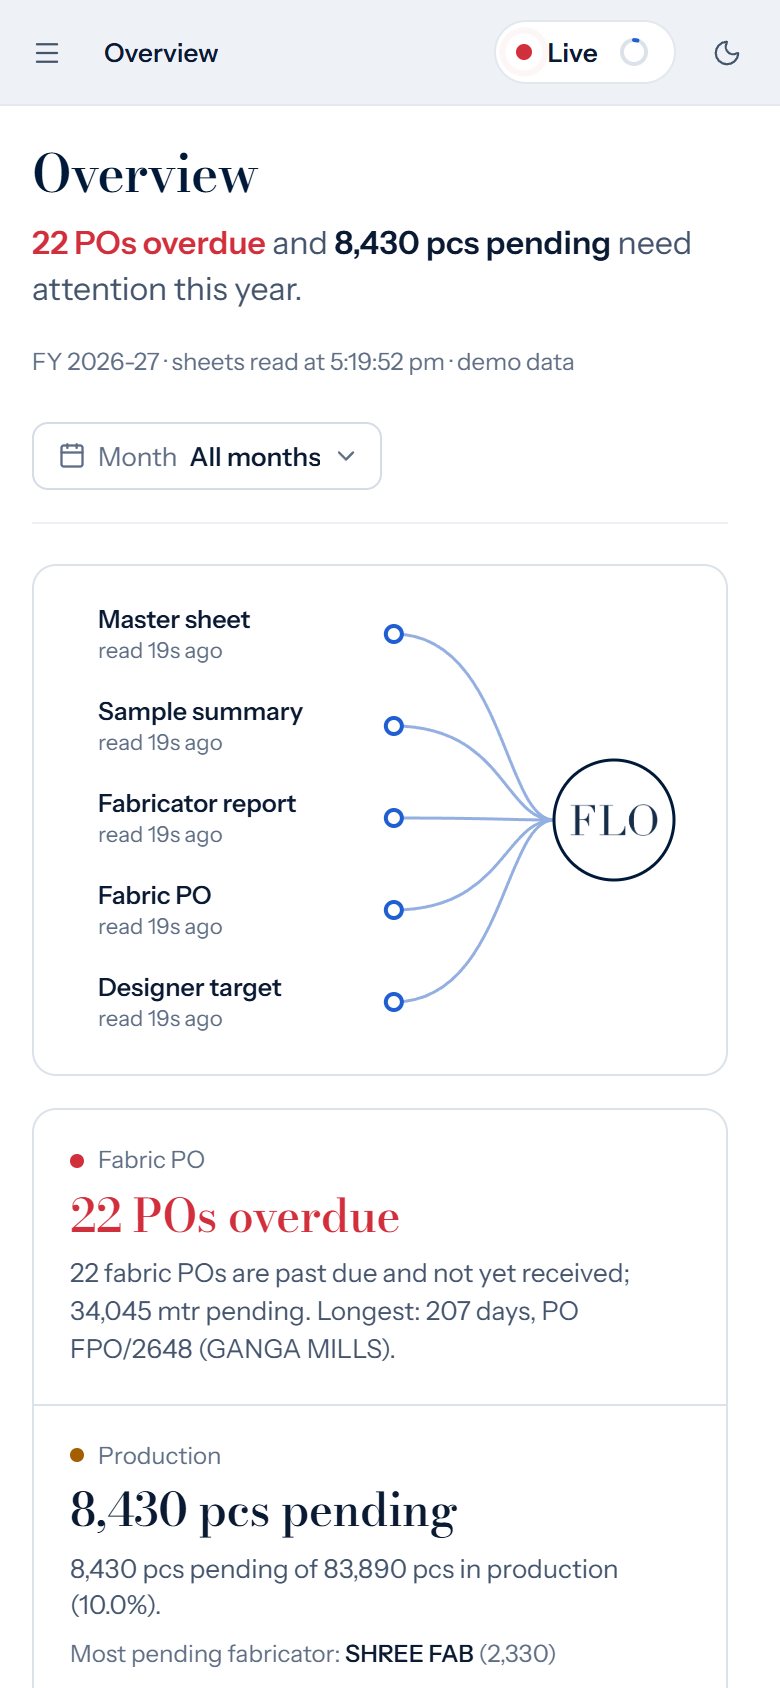 Overview
Live
Overview
22 POs overdue and 8,430 pcs pending need
attention this year.
FY 2026-27 · sheets read at 5:19:52 pm · demo data
Month All months
Master sheet
read 19s ago
Sample summary
read 19s ago
Fabricator report
read 19s ago
Fabric PO
read 19s ago
Designer target
read 19s ago
FLO
Fabric PO
22 POs overdue
22 fabric POs are past due and not yet received;
34,045 mtr pending. Longest: 207 days, PO
FPO/2648 (GANGA MILLS).
Production
8,430 pcs pending
8,430 pcs pending of 83,890 pcs in production
(10.0%).
Most pending fabricator: SHREE FAB (2,330)